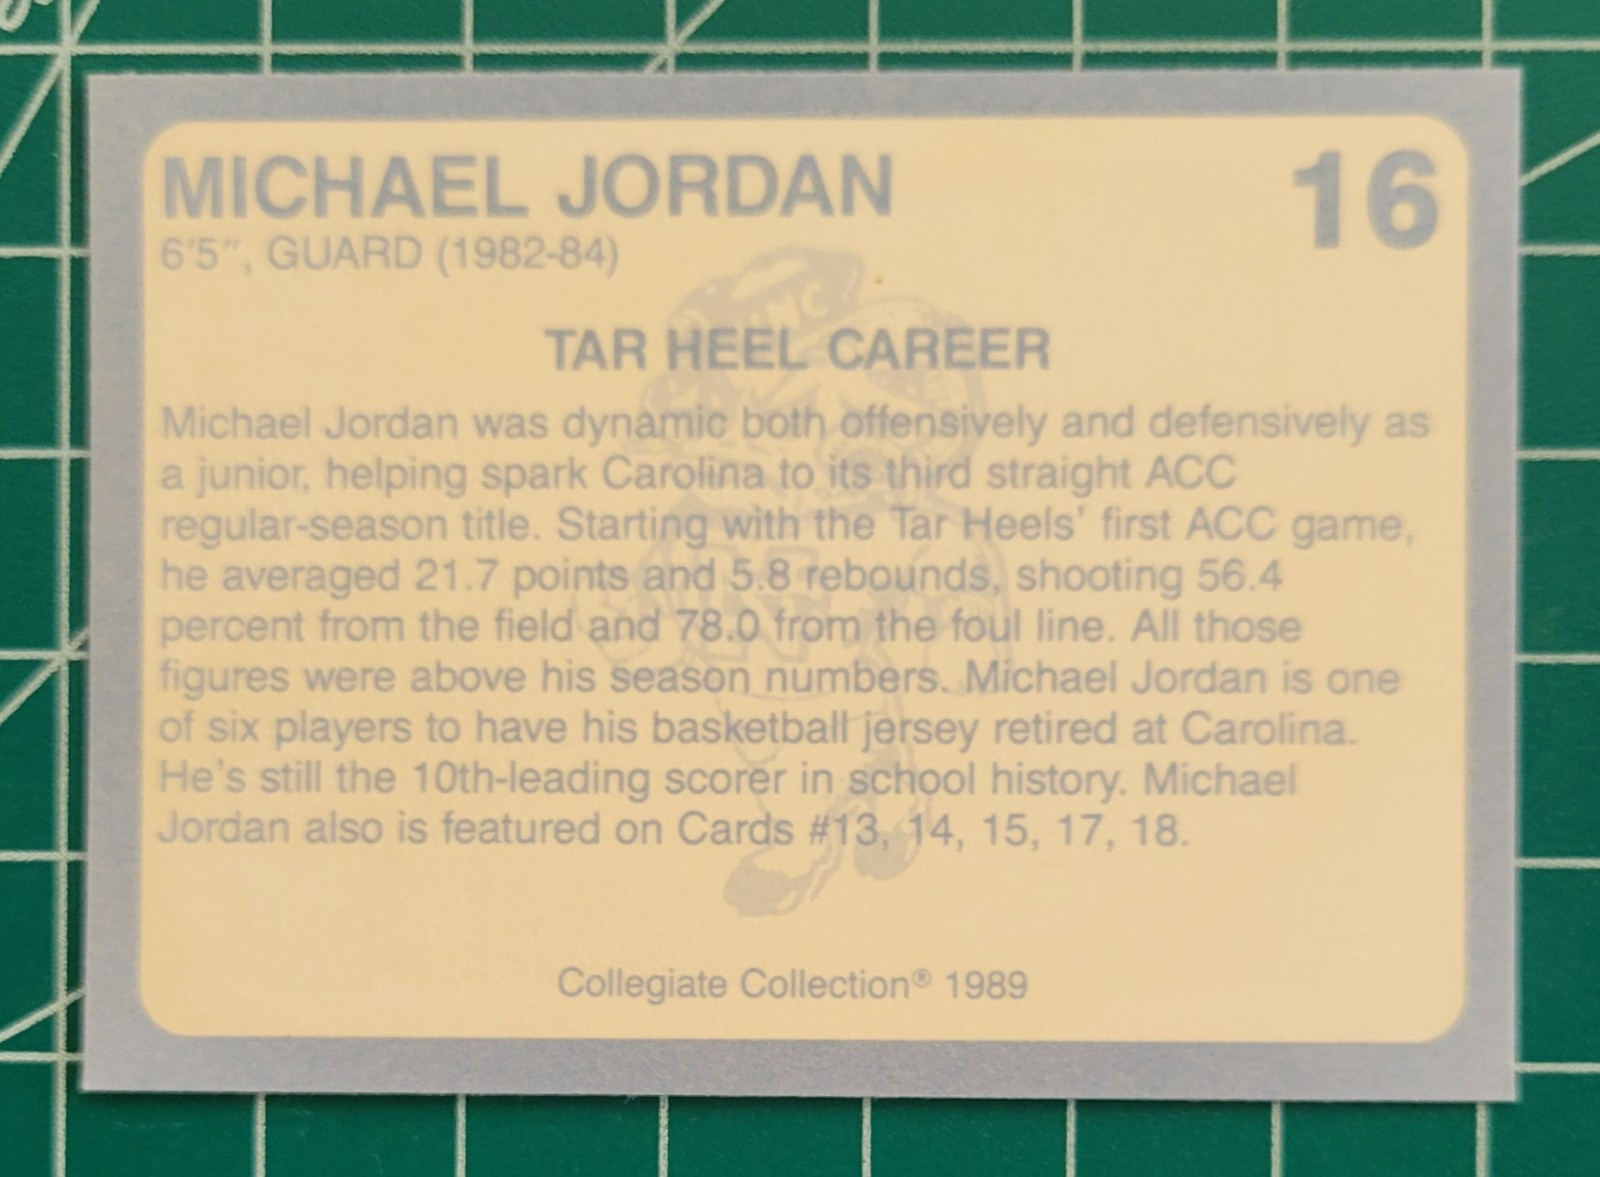 MICHAEL JORDAN
16
6'5", GUARD (1982-84)
TAR HEEL CAREER
Michael Jordan was dynamic both offensively and defensively as
a junior, helping spark Carolina to its third straight ACC
regular-season title. Starting with the Tar Heels' first ACC game,
he averaged 21.7 points and 5.8 rebounds, shooting 56.4
percent from the field and 78.0 from the foul line. All those
figures were above his season numbers. Michael Jordan is one
of six players to have his basketball jersey retired at Carolina.
He's still the 10th-leading scorer in school history. Michael
Jordan also is featured on Cards #13, 14, 15, 17, 18.
Collegiate Collection® 1989